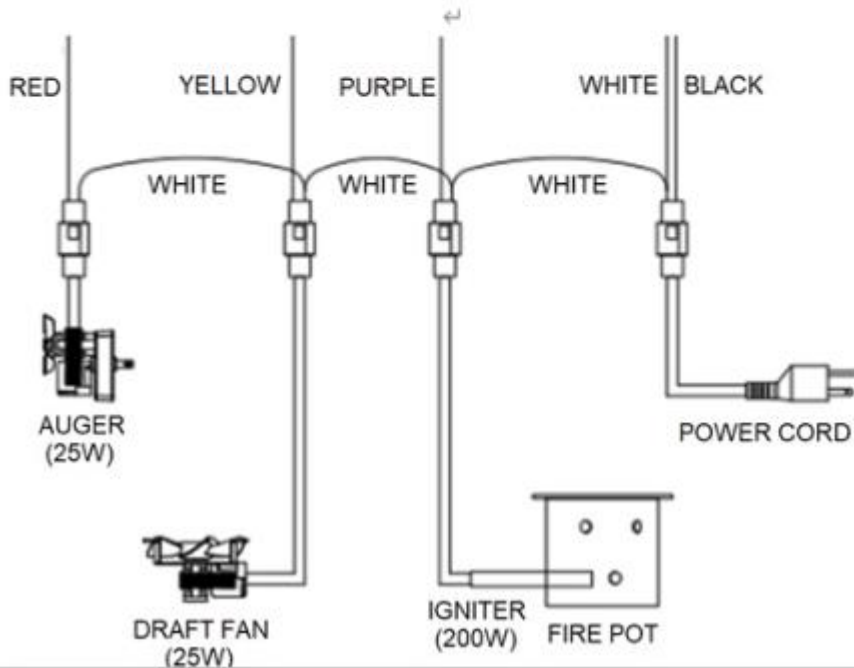 RED
YELLOW
PURPLE
WHITE
BLACK
WHITE
WHITE
WHITE
AUGER
(25W)
POWER CORD
DRAFT FAN
(25W)
IGNITER
(200W)
FIRE POT